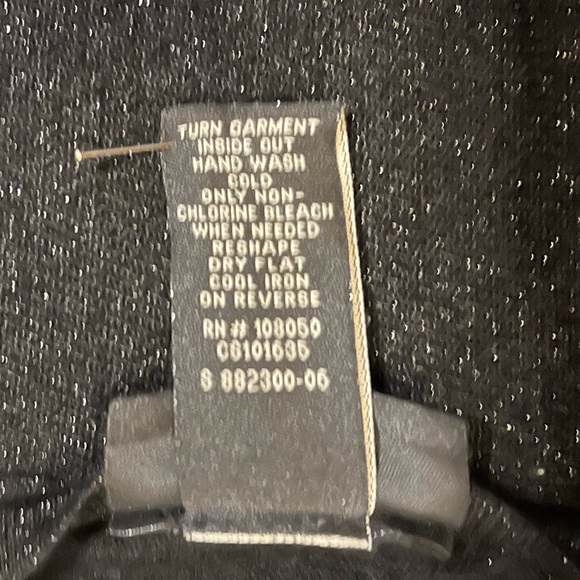 TURN GARMENT
INSIDE OUT
HAND WASH
COLD
ONLY NON-
CHLORINE BLEACH
WHEN NEEDED
RESHAPE
DRY FLAT
COOL IRON
ON REVERSE
RN# 108050
CS101635
S 882300-06